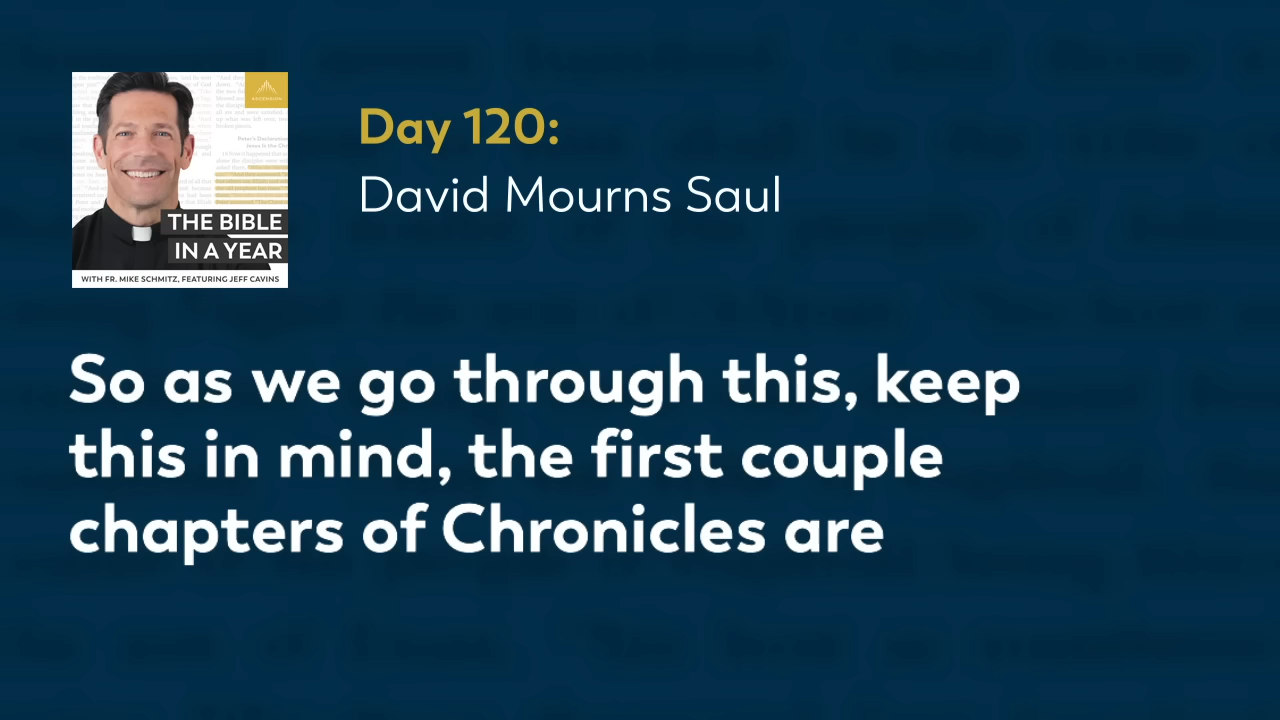 THE BIBLE
IN A YEAR
WITH FR. MIKE SCHMITZ, FEATURING JEFF CAVINS
Day 120:
David Mourns Saul
So as we go through this, keep
this in mind, the first couple
chapters of Chronicles are